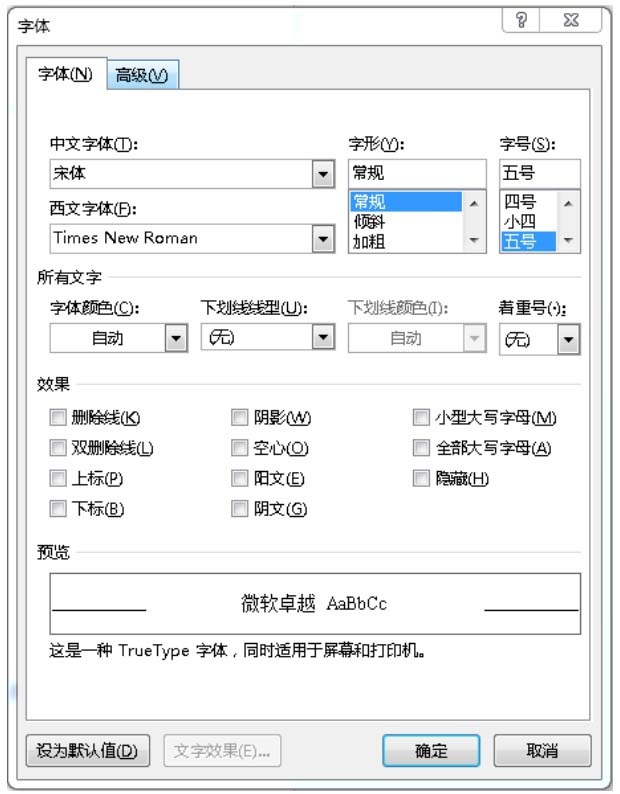 字体
字体(N) 高级(V)
中文字体(T): 字形(Y): 字号(S):
宋体 常规 五号
常规 四号
西文字体(F): 倾斜 小四
Times New Roman 加粗 五号
所有文字
字体颜色(C): 下划线线型(U): 下划线颜色(I): 着重号(·):
自动 (无) 自动 (无)
效果
删除线(K) 阴影(W) 小型大写字母(M)
双删除线(L) 空心(O) 全部大写字母(A)
上标(P) 阳文(E) 隐藏(H)
下标(B) 阴文(G)
预览
微软卓越 AaBbCc
这是一种 TrueType 字体，同时适用于屏幕和打印机。
设为默认值(D) 文字效果(E)... 确定 取消